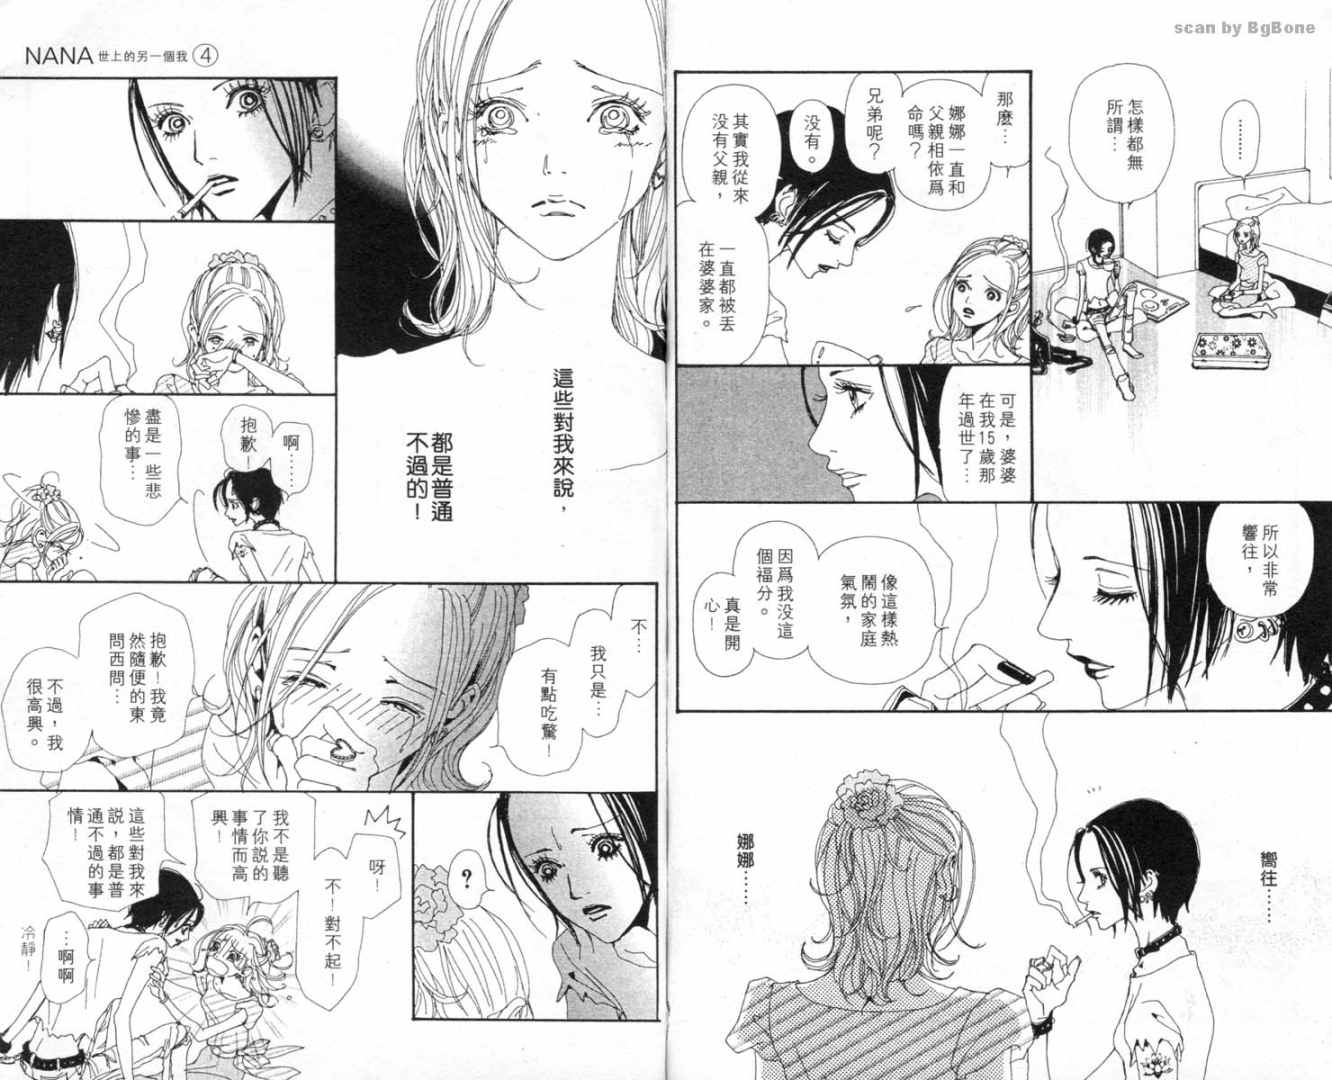 scan by BgBone
NANA 世上的另一個我 ④
………
怎樣都無
所謂…
那麼…
娜娜一直和
父親相依爲
命嗎？
兄弟呢？
没有。
其實我從來
没有父親，
一直都被丟
在婆婆家。
可是，婆婆
在我15歲那
年過世了…
所以非常
響往，
像這樣熱
鬧的家庭
氣氛，
因爲我没這
個福分。
真是開
心！
嚮往……
娜娜……
這些對我來說，
都是普通
不過的！
啊……
抱歉！
盡是一些悲
慘的事…
不…
我只是…
有點吃驚！
抱歉！我竟
然隨便的東
問西問…
不過，我
很高興。
？
呀！
不！對不起！
我不是聽
了你說的
事情而高
興！
這些對我來
說，都是普
通不過的事
情！
…啊啊
冷靜！